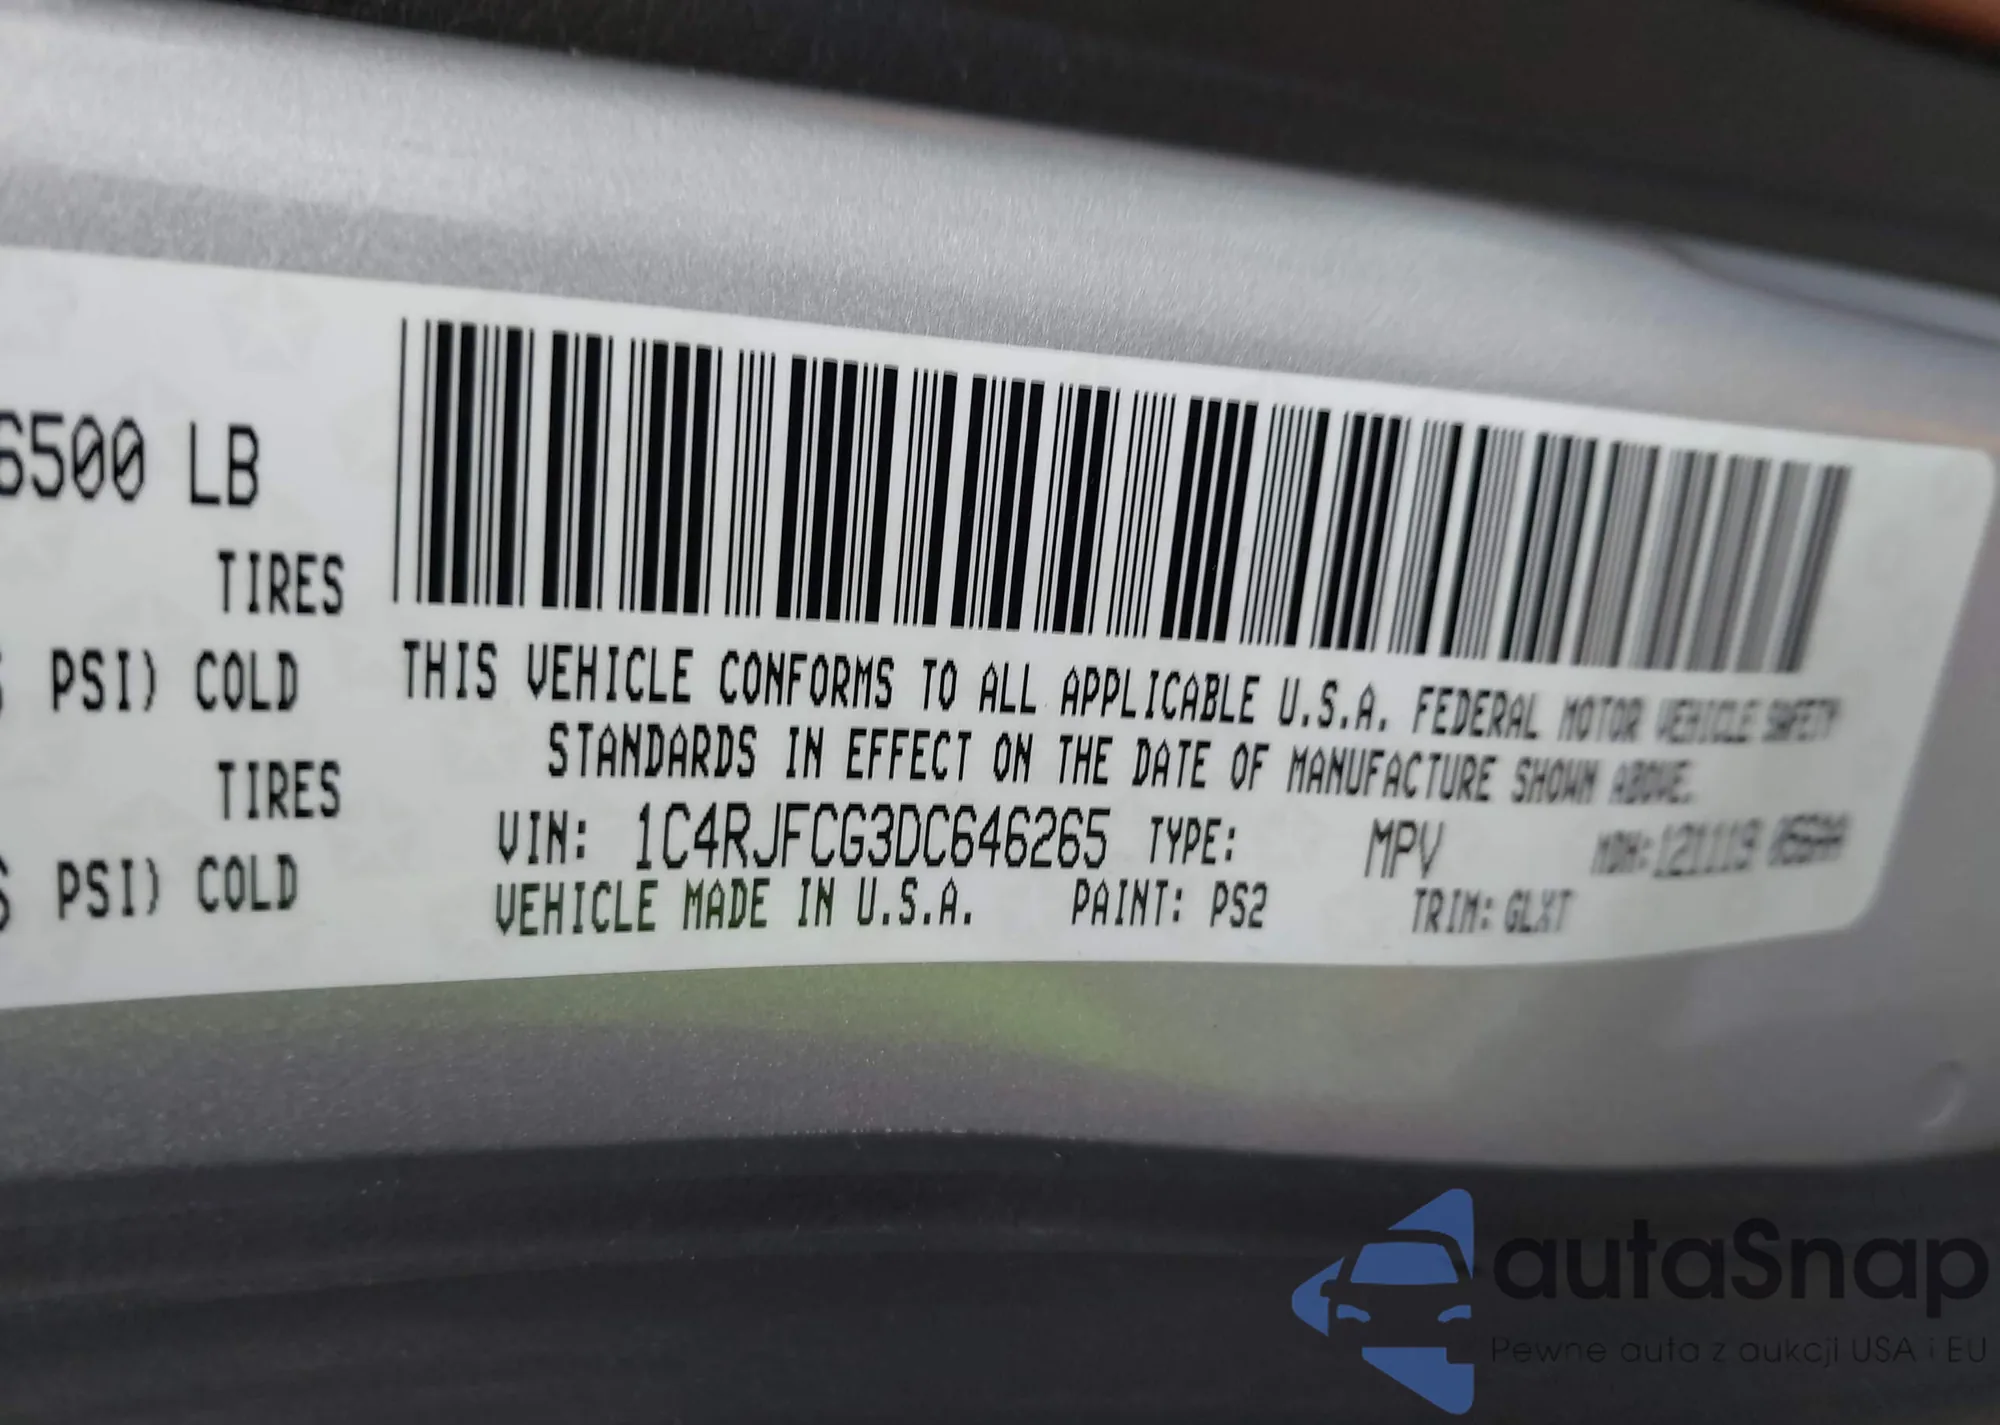 6500 LB
TIRES
PSI) COLD
TIRES
PSI) COLD
THIS VEHICLE CONFORMS TO ALL APPLICABLE U.S.A. FEDERAL MOTOR VEHICLE SAFETY
STANDARDS IN EFFECT ON THE DATE OF MANUFACTURE SHOWN ABOVE.
VIN: 1C4RJFCG3DC646265 TYPE: MPV MDH: 121119
VEHICLE MADE IN U.S.A. PAINT: PS2 TRIM: GLXT
autaSnap
Pewne auta z aukcji USA i EU